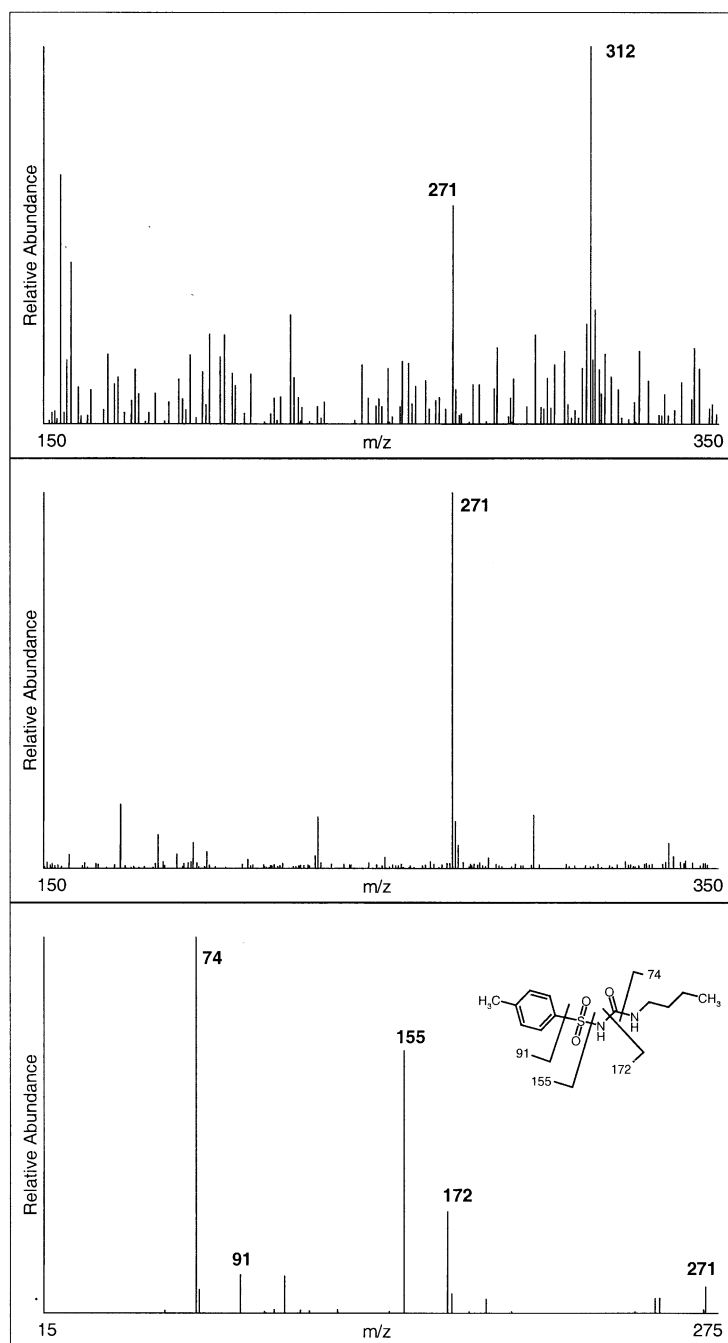 312
271
Relative Abundance
150
m/z
350
271
Relative Abundance
150
m/z
350
74
155
172
91
271
Relative Abundance
74
O
H₃C
CH₃
S
N
H
N
H
O
91
155
172
15
m/z
275